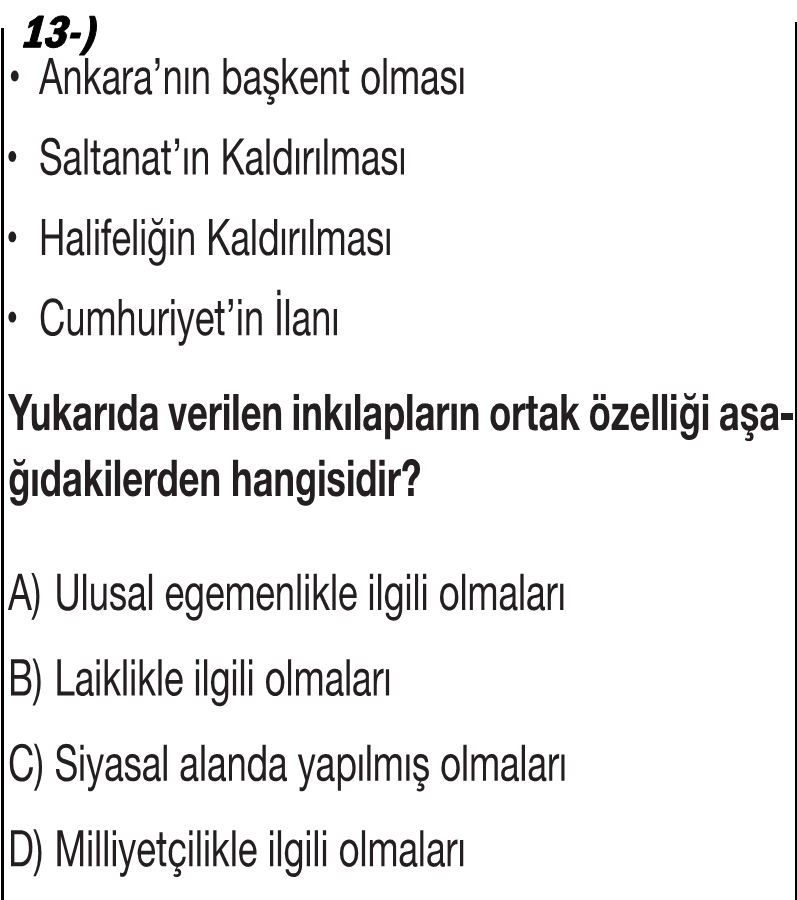 13-)
• Ankara’nın başkent olması
• Saltanat’ın Kaldırılması
• Halifeliğin Kaldırılması
• Cumhuriyet’in İlanı
Yukarıda verilen inkılapların ortak özelliği aşa-
ğıdakilerden hangisidir?
A) Ulusal egemenlikle ilgili olmaları
B) Laiklikle ilgili olmaları
C) Siyasal alanda yapılmış olmaları
D) Milliyetçilikle ilgili olmaları